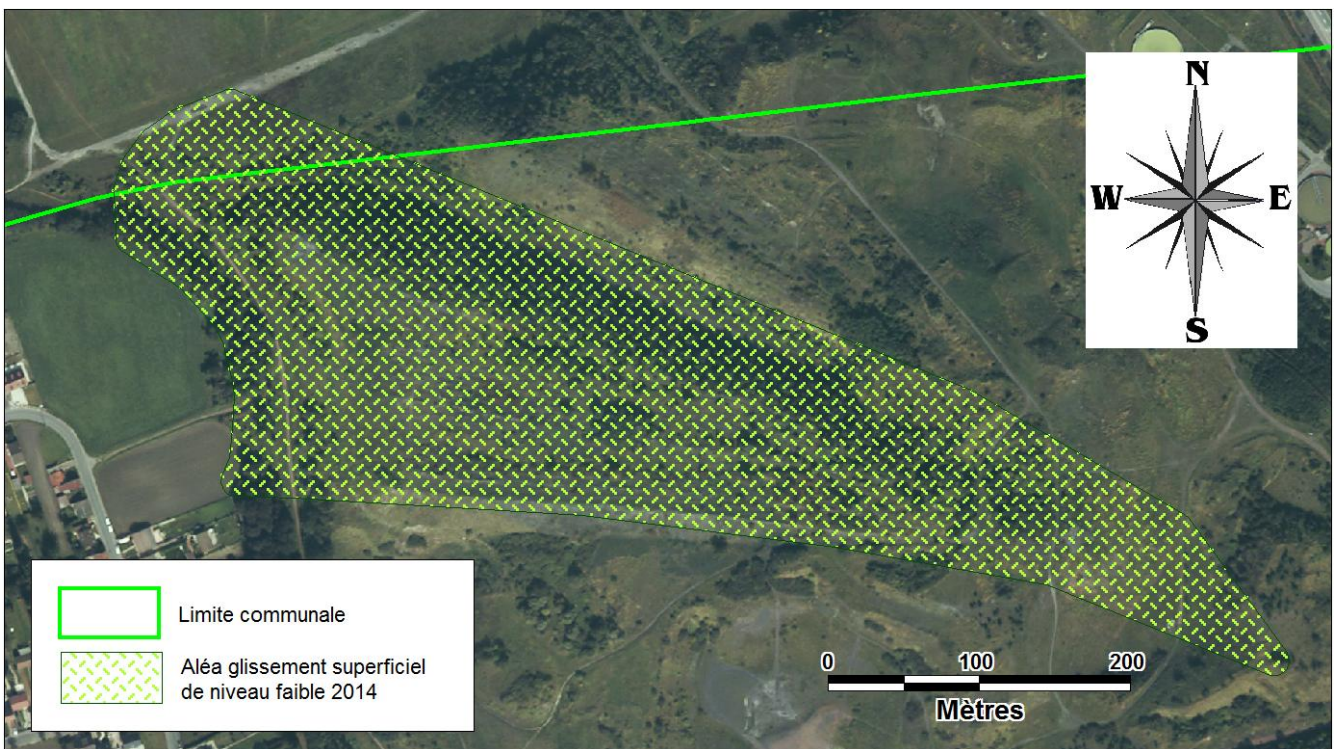 N
W E
S
Limite communale
Aléa glissement superficiel
de niveau faible 2014
0 100 200
Mètres